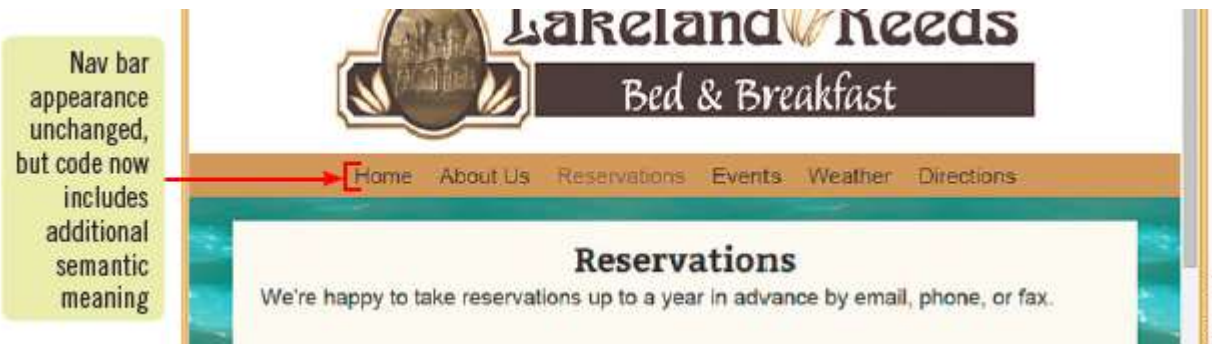 Nav bar
appearance
unchanged,
but code now
includes
additional
semantic
meaning
Lakeland Reeds
Bed & Breakfast
Home About Us Reservations Events Weather Directions
Reservations
We're happy to take reservations up to a year in advance by email, phone, or fax.